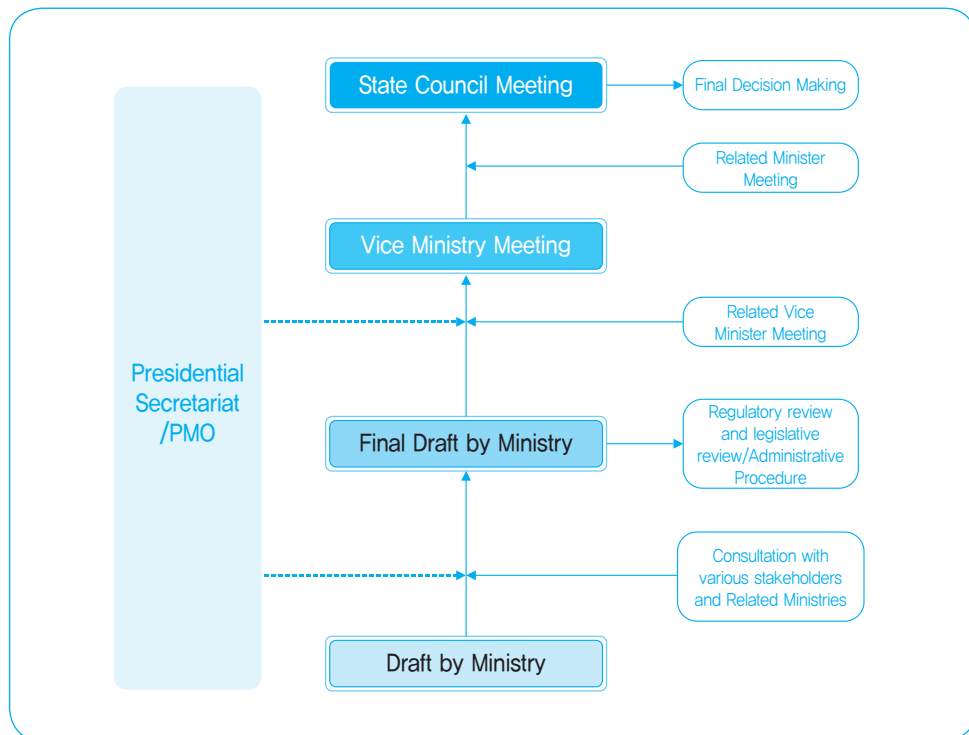 State Council Meeting
Final Decision Making
Related Minister
Meeting
Vice Ministry Meeting
Related Vice
Minister Meeting
Presidential
Secretariat
/PMO
Final Draft by Ministry
Regulatory review
and legislative
review/Administrative
Procedure
Consultation with
various stakeholders
and Related Ministries
Draft by Ministry